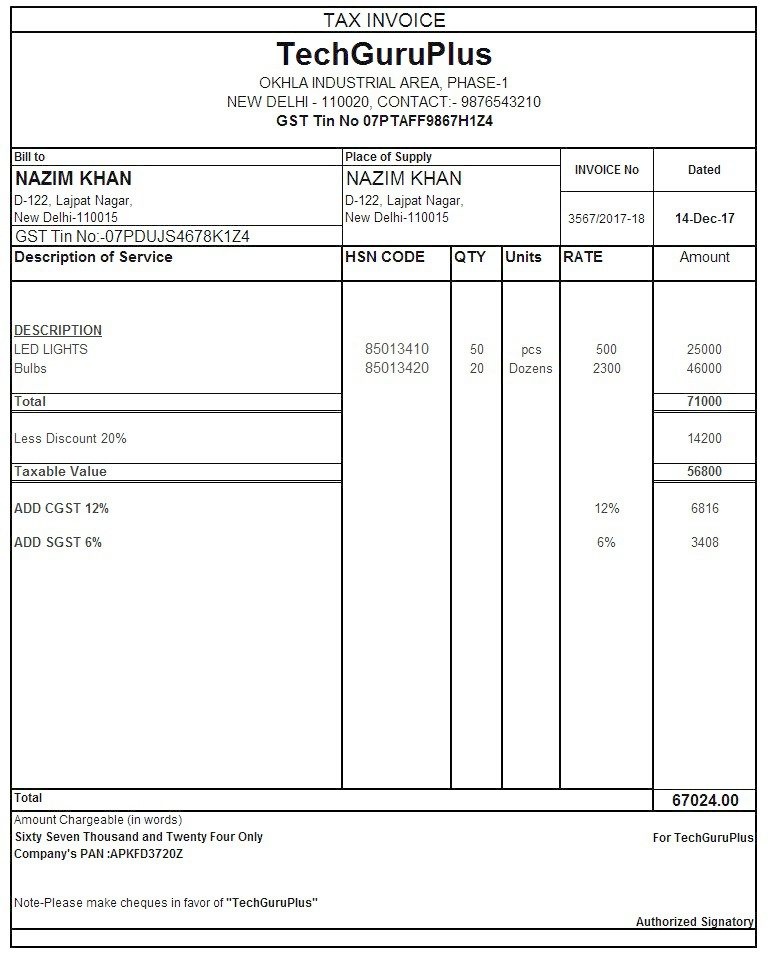 TAX INVOICE
TechGuruPlus
OKHLA INDUSTRIAL AREA, PHASE-1
NEW DELHI - 110020, CONTACT:- 9876543210
GST Tin No 07PTAFF9867H1Z4
Bill to Place of Supply INVOICE No Dated
NAZIM KHAN NAZIM KHAN
D-122, Lajpat Nagar, D-122, Lajpat Nagar,
New Delhi-110015 New Delhi-110015 3567/2017-18 14-Dec-17
GST Tin No:-07PDUJS4678K1Z4
Description of Service HSN CODE QTY Units RATE Amount
DESCRIPTION
LED LIGHTS 85013410 50 pcs 500 25000
Bulbs 85013420 20 Dozens 2300 46000
Total 71000
Less Discount 20% 14200
Taxable Value 56800
ADD CGST 12% 12% 6816
ADD SGST 6% 6% 3408
Total 67024.00
Amount Chargeable (in words)
Sixty Seven Thousand and Twenty Four Only For TechGuruPlus
Company's PAN :APKFD3720Z
Note-Please make cheques in favor of "TechGuruPlus"
Authorized Signatory